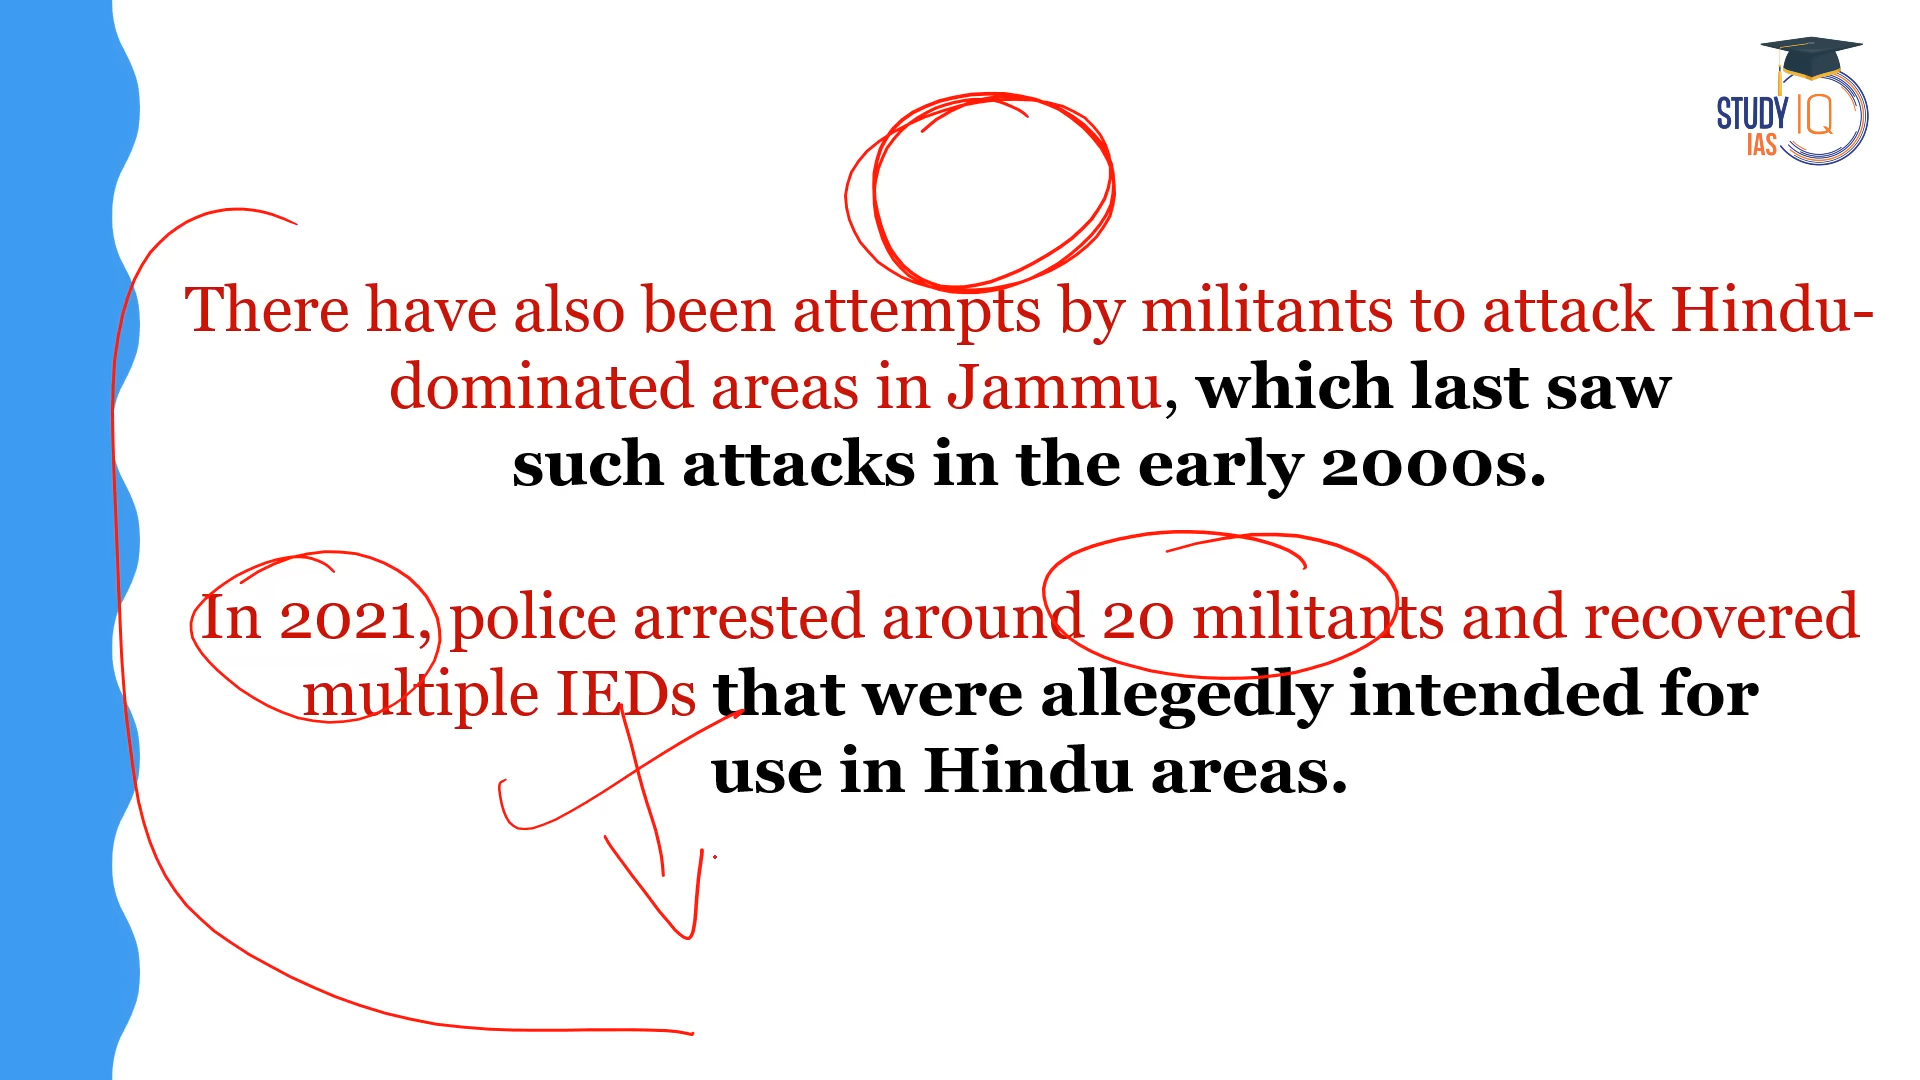 STUDY IQ
IAS
There have also been attempts by militants to attack Hindu-
dominated areas in Jammu, which last saw
such attacks in the early 2000s.
In 2021, police arrested around 20 militants and recovered
multiple IEDs that were allegedly intended for
use in Hindu areas.